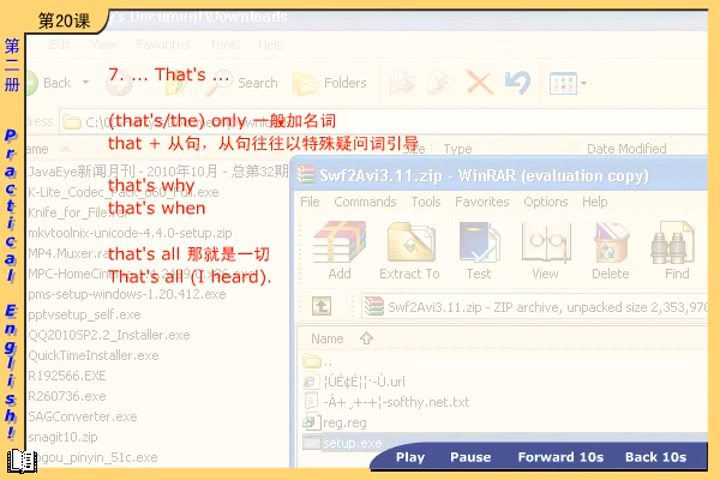 第20课
's Document\Downloads
第二册
Practical English!
Edit View Favorites Tools Help
7. ... That's ...
Back Search Folders
(that's/the) only 一般加名词
that + 从句，从句往往以特殊疑问词引导
Type Date Modified
JavaEye新闻月刊 - 2010年10月 - 总第32期
that's why
that's when
K-Lite_Codec_Pack_660_Full.exe
mkvtoolnix-unicode-4.4.0-setup.zip
that's all 那就是一切
That's all (I heard).
MP4.Muxer.rar
pms-setup-windows-1.20.412.exe
pptvsetup_self.exe
QQ2010SP2.2_Installer.exe
QuickTimeInstaller.exe
R192566.EXE
R260736.exe
SAGConverter.exe
snagit10.zip
ogou_pinyin_51c.exe
Swf2Avi3.11.zip - WinRAR (evaluation copy)
File Commands Tools Favorites Options Help
Add Extract To Test View Delete Find
Swf2Avi3.11.zip - ZIP archive, unpacked size 2,353,970
Name
..
-softhy.net.txt
reg.reg
setup.exe
Play Pause Forward 10s Back 10s